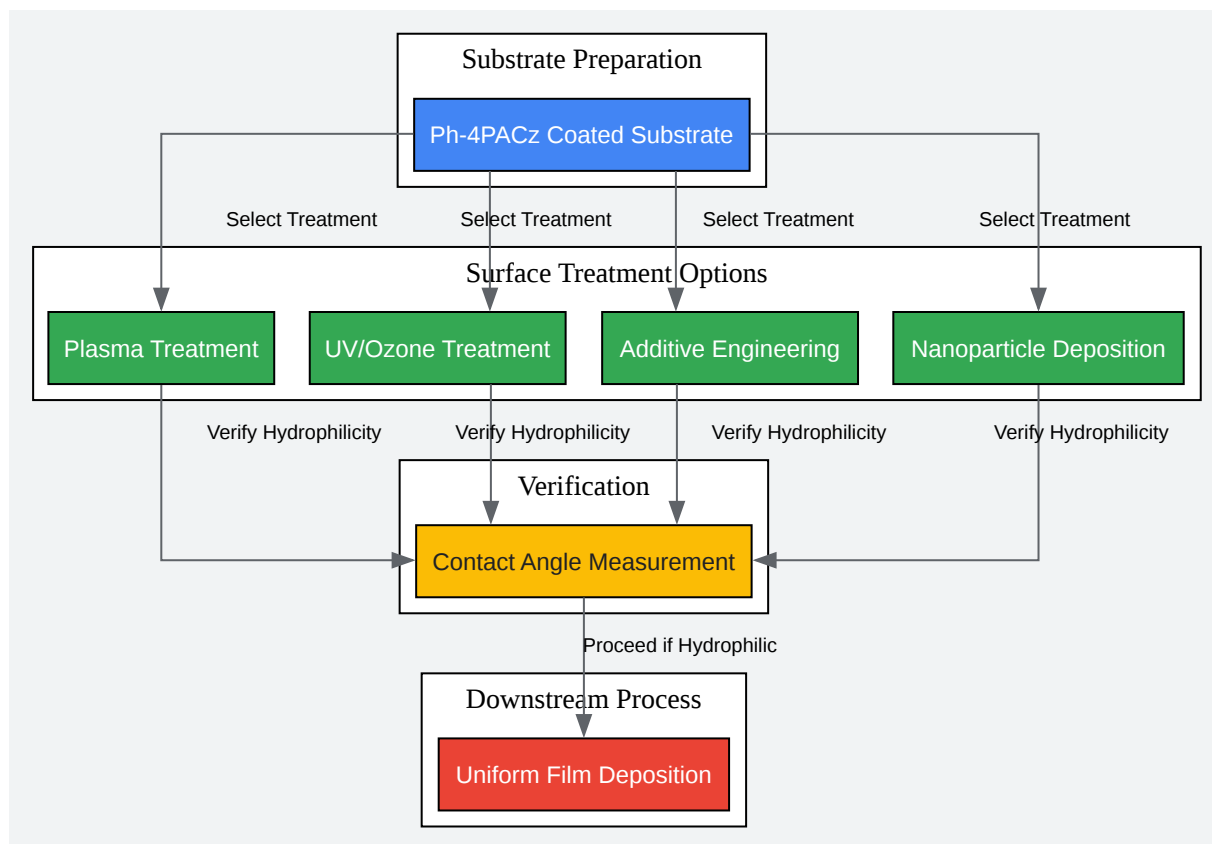 Substrate Preparation
Ph-4PACz Coated Substrate
Select Treatment
Select Treatment
Select Treatment
Select Treatment
Surface Treatment Options
Plasma Treatment
UV/Ozone Treatment
Additive Engineering
Nanoparticle Deposition
Verify Hydrophilicity
Verify Hydrophilicity
Verify Hydrophilicity
Verify Hydrophilicity
Verification
Contact Angle Measurement
Proceed if Hydrophilic
Downstream Process
Uniform Film Deposition